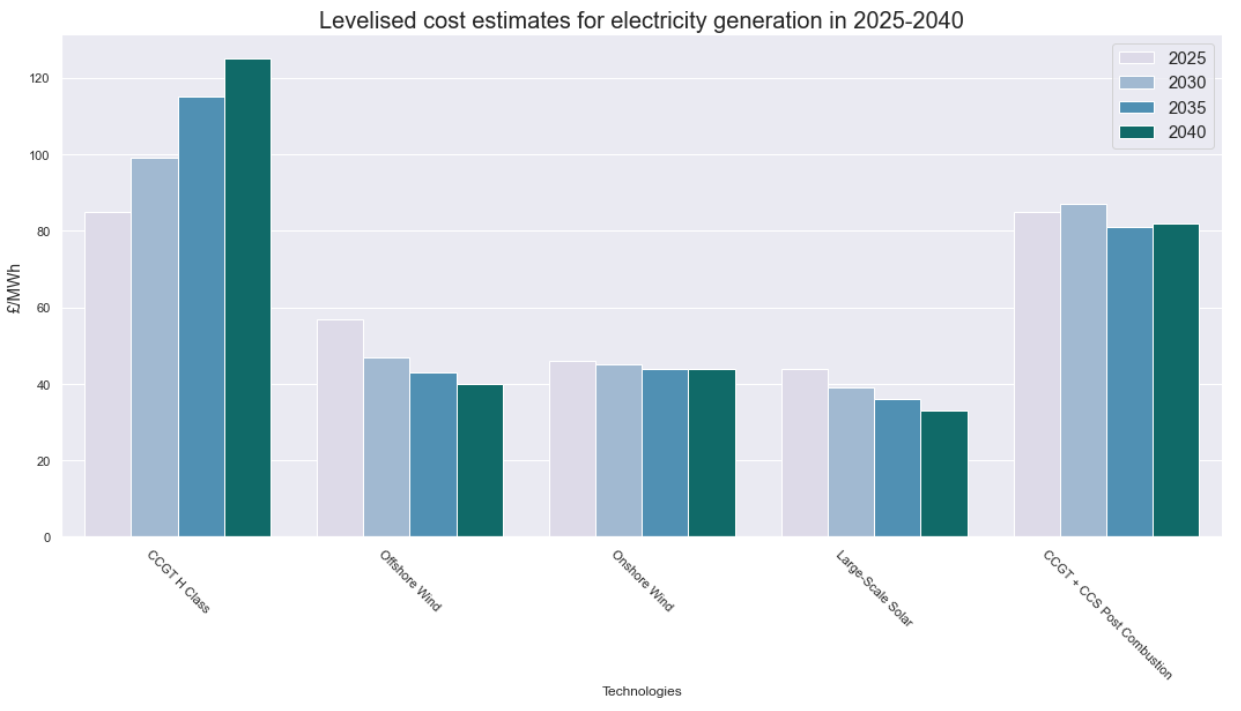 Levelised cost estimates for electricity generation in 2025-2040
2025
2030
2035
2040
£/MWh
120
100
80
60
40
20
0
CCGT H Class
Offshore Wind
Onshore Wind
Large-Scale Solar
CCGT + CCS Post Combustion
Technologies